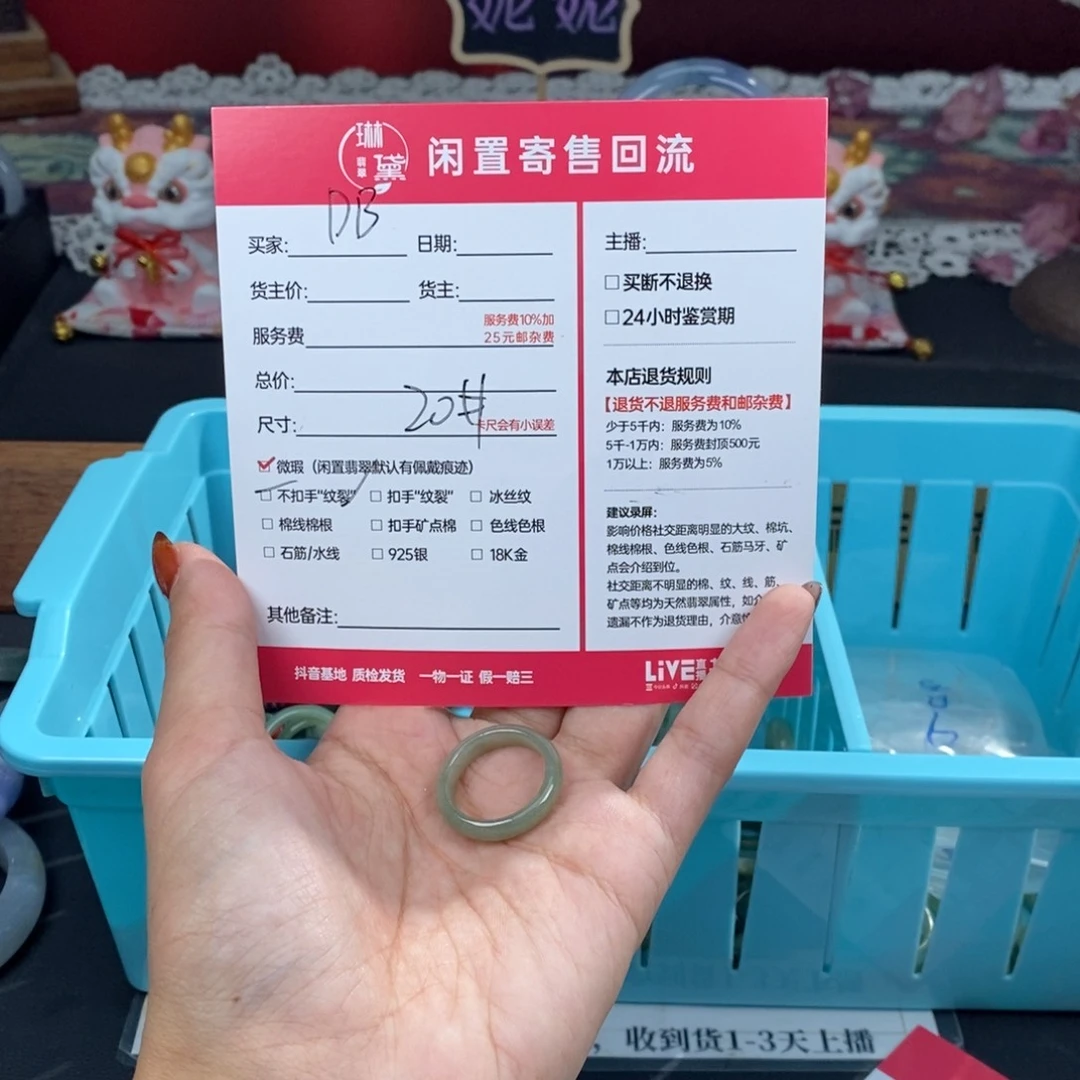 妮妮
琳
翡翠
黛
闲置寄售回流
DB
买家: 日期:
货主价: 货主:
服务费 服务费10%加
25元邮杂费
总价:
20#
尺寸: 卡尺会有小误差
微瑕（闲置翡翠默认有佩戴痕迹）
不扣手"纹裂" 扣手"纹裂" 冰丝纹
棉线棉根 扣手矿点棉 色线色根
石筋/水线 925银 18K金
其他备注:
主播:
买断不退换
24小时鉴赏期
本店退货规则
【退货不退服务费和邮杂费】
少于5千内：服务费为10%
5千-1万内：服务费封顶500元
1万以上：服务费为5%
建议录屏:
影响价格社交距离明显的大纹、棉坑、
棉线棉根、色线色根、石筋马牙、矿
点会介绍到位。
社交距离不明显的棉、纹、线、筋、
矿点等均为天然翡翠属性，如介
遗漏不作为退货理由，介意
抖音基地 质检发货 一物一证 假一赔三
LiVE
，收到货1-3天上播